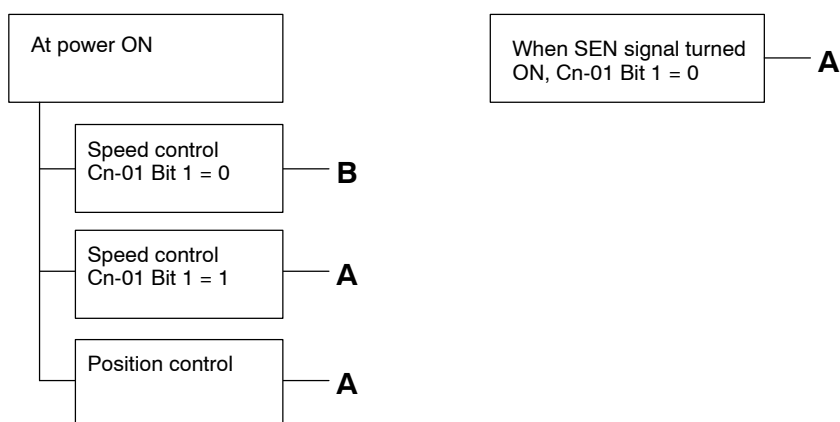 At power ON
Speed control
Cn-01 Bit 1 = 0
B
Speed control
Cn-01 Bit 1 = 1
A
Position control
A
When SEN signal turned
ON, Cn-01 Bit 1 = 0
A